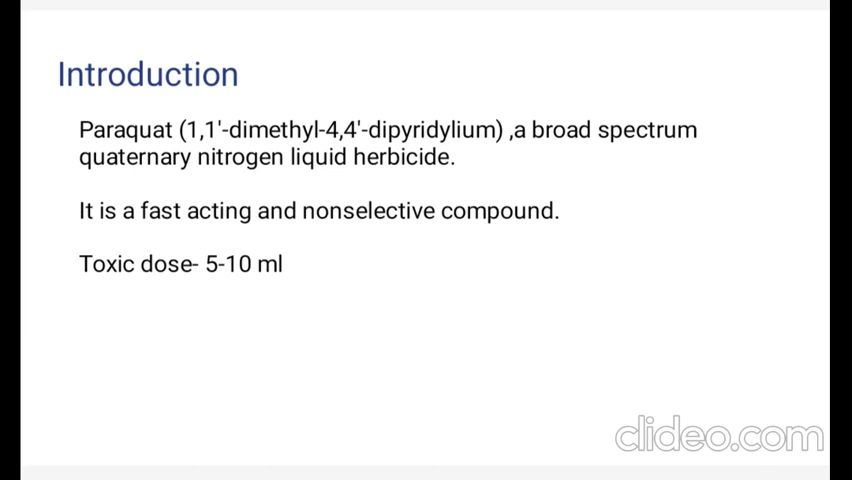 Introduction
Paraquat (1,1'-dimethyl-4,4'-dipyridylium) ,a broad spectrum
quaternary nitrogen liquid herbicide.
It is a fast acting and nonselective compound.
Toxic dose- 5-10 ml
clideo.com